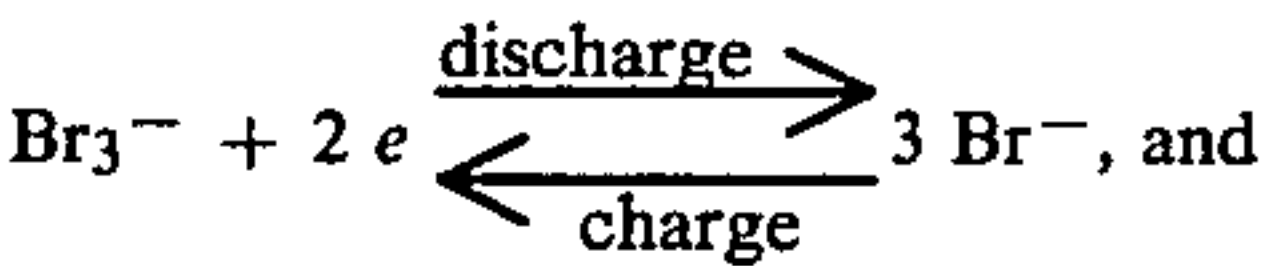 discharge
Br₃⁻ + 2 e ⇄ 3 Br⁻, and
charge